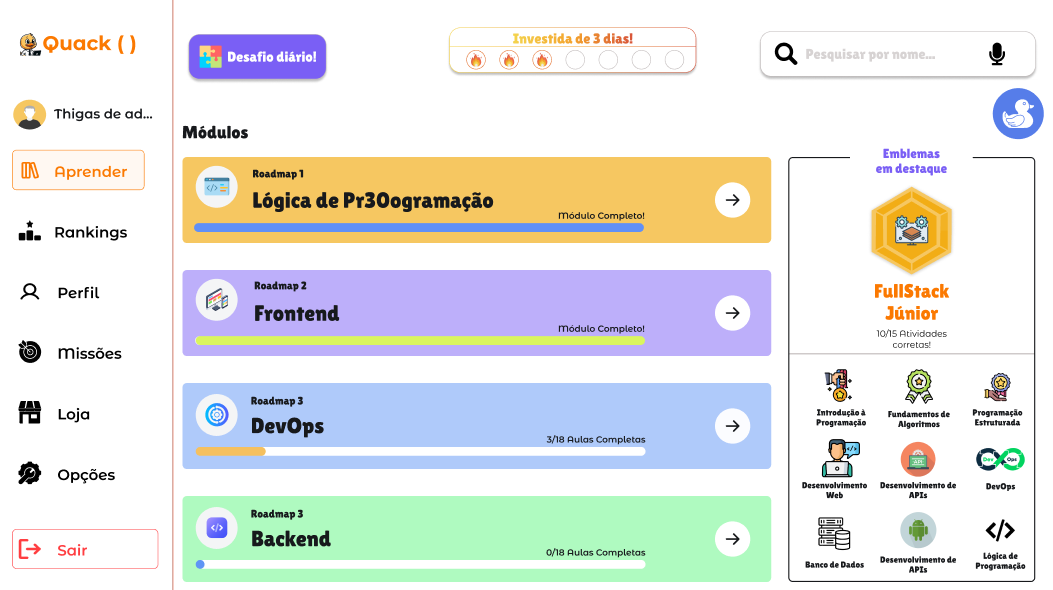 Quack ( )
Thigas de ad...
Aprender
Rankings
Perfil
Missões
Loja
Opções
Sair
Desafio diário!
Investida de 3 dias!
Pesquisar por nome...
Módulos
Roadmap 1
Lógica de Pr3Oogramação
Módulo Completo!
Roadmap 2
Frontend
Módulo Completo!
Roadmap 3
DevOps
3/18 Aulas Completas
Roadmap 3
Backend
0/18 Aulas Completas
Emblemas
em destaque
FullStack
Júnior
10/15 Atividades
corretas!
Introdução à
Programação
Fundamentos de
Algoritmos
Programação
Estruturada
Desenvolvimento
Web
API
Desenvolvimento de
APIs
Dev
Ops
DevOps
Banco de Dados
Desenvolvimento de
APIs
Lógica de
Programação